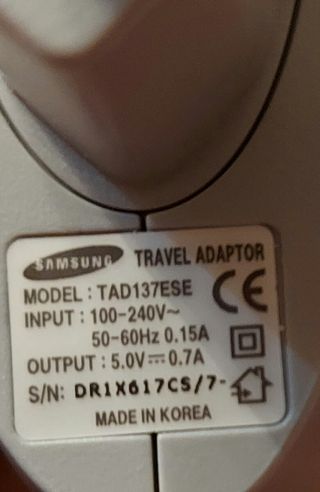 SAMSUNG TRAVEL ADAPTOR
MODEL : TAD137ESE
INPUT : 100-240V~
50-60Hz 0.15A
OUTPUT : 5.0V⎓0.7A
S/N: DR1X617CS/7-
MADE IN KOREA